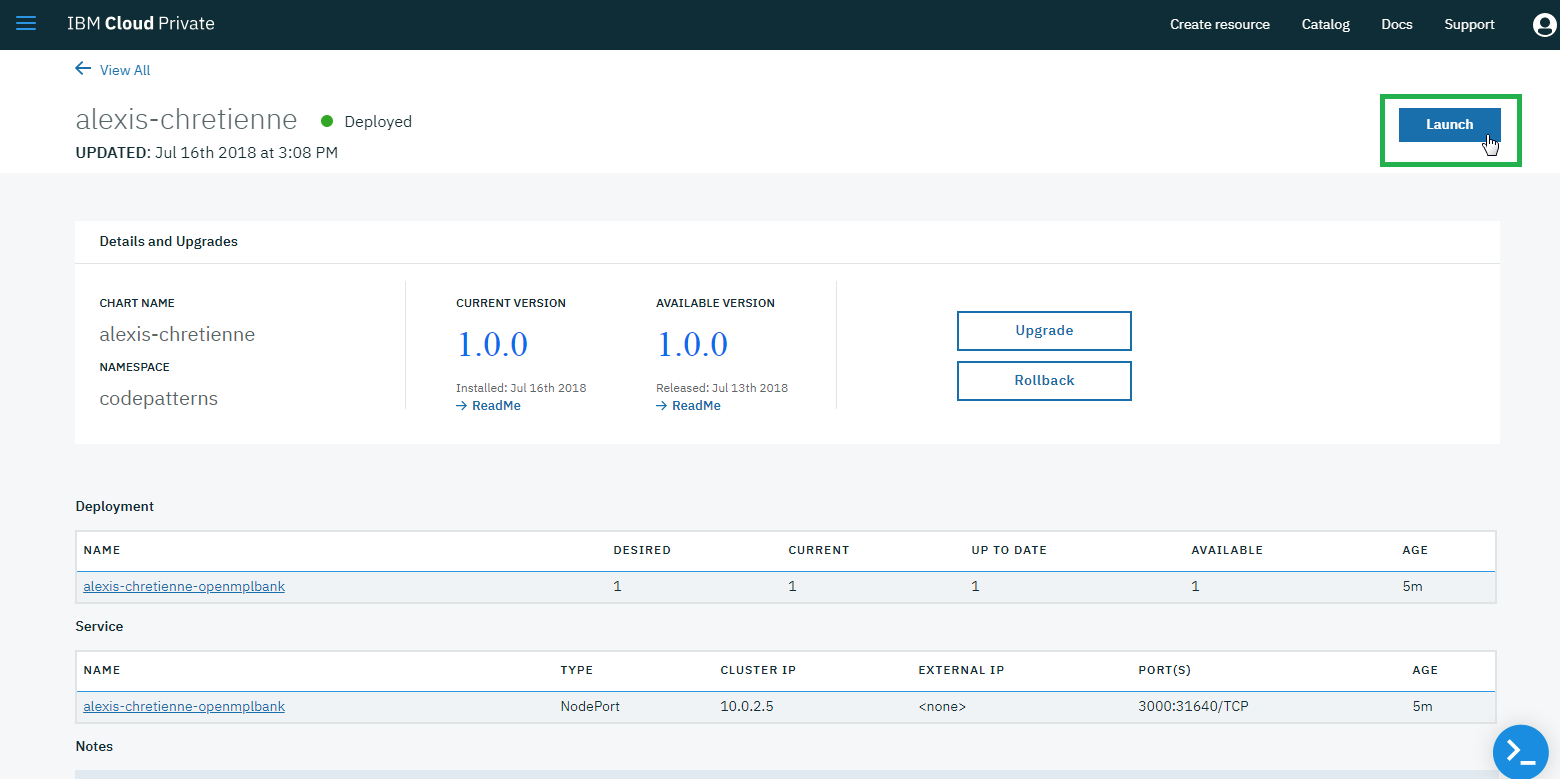 IBM Cloud Private Create resource Catalog Docs Support
View All
alexis-chretienne Deployed
Launch
UPDATED: Jul 16th 2018 at 3:08 PM
Details and Upgrades
CHART NAME CURRENT VERSION AVAILABLE VERSION
alexis-chretienne 1.0.0 1.0.0 Upgrade
NAMESPACE Rollback
codepatterns Installed: Jul 16th 2018 Released: Jul 13th 2018
ReadMe ReadMe
Deployment
NAME DESIRED CURRENT UP TO DATE AVAILABLE AGE
alexis-chretienne-openmplbank 1 1 1 1 5m
Service
NAME TYPE CLUSTER IP EXTERNAL IP PORT(S) AGE
alexis-chretienne-openmplbank NodePort 10.0.2.5 <none> 3000:31640/TCP 5m
Notes